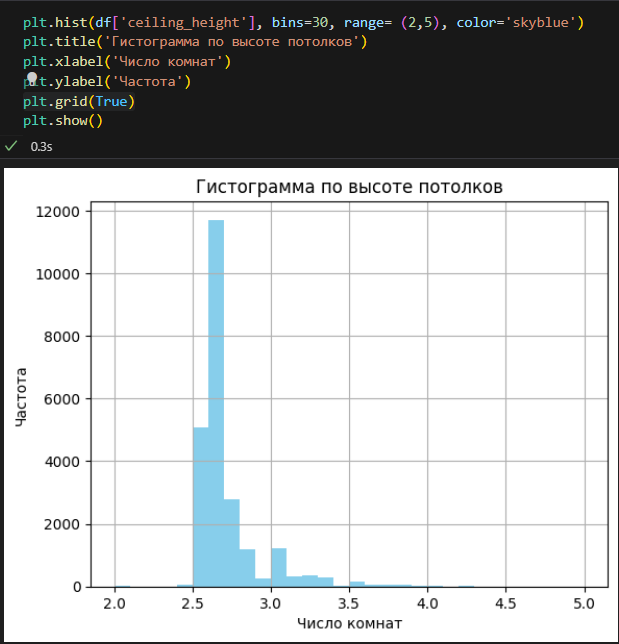 plt.hist(df['ceiling_height'], bins=30, range= (2,5), color='skyblue')
plt.title('Гистограмма по высоте потолков')
plt.xlabel('Число комнат')
plt.ylabel('Частота')
plt.grid(True)
plt.show()
0.3s
Гистограмма по высоте потолков
12000
10000
8000
6000
4000
2000
0
Частота
2.0 2.5 3.0 3.5 4.0 4.5 5.0
Число комнат